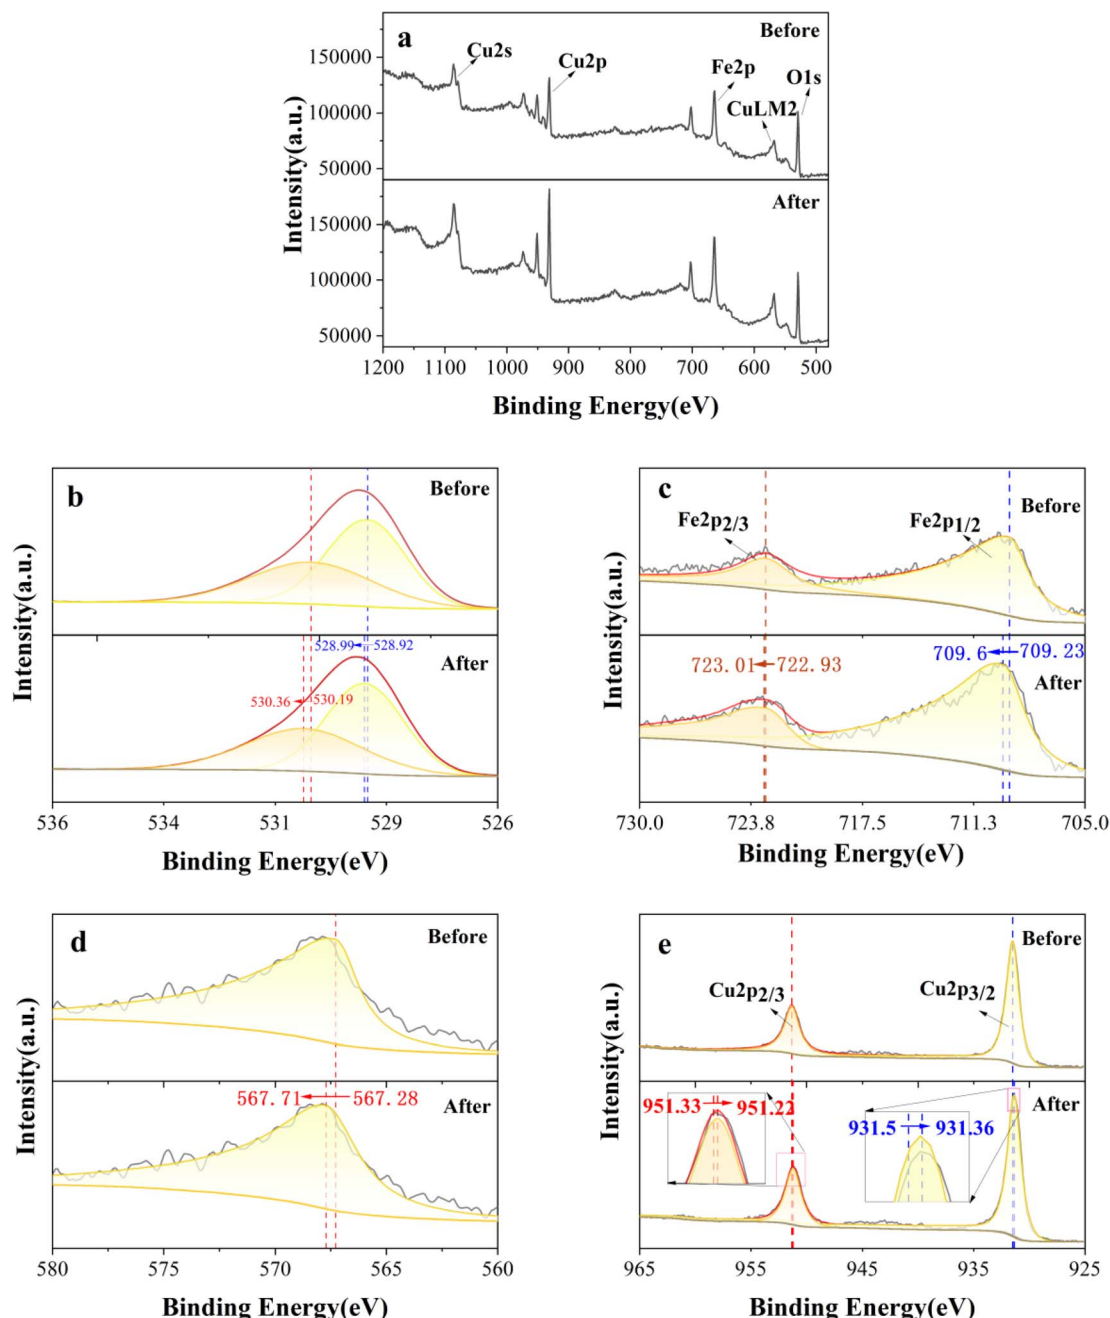 a
Before
Cu2s
Cu2p
Fe2p
O1s
CuLM2
150000
100000
50000
After
150000
100000
50000
Intensity(a.u.)
1200 1100 1000 900 800 700 600 500
Binding Energy(eV)
b
Before
528.99 528.92
After
530.36 530.19
Intensity(a.u.)
536 534 531 529 526
Binding Energy(eV)
c
Before
Fe2p2/3
Fe2p1/2
723.01 722.93
709.6 709.23
After
Intensity(a.u.)
730.0 723.8 717.5 711.3 705.0
Binding Energy(eV)
d
Before
567.71 567.28
After
Intensity(a.u.)
580 575 570 565 560
Binding Energy(eV)
e
Before
Cu2p2/3
Cu2p3/2
After
951.33 951.22
931.5 931.36
Intensity(a.u.)
965 955 945 935 925
Binding Energy(eV)